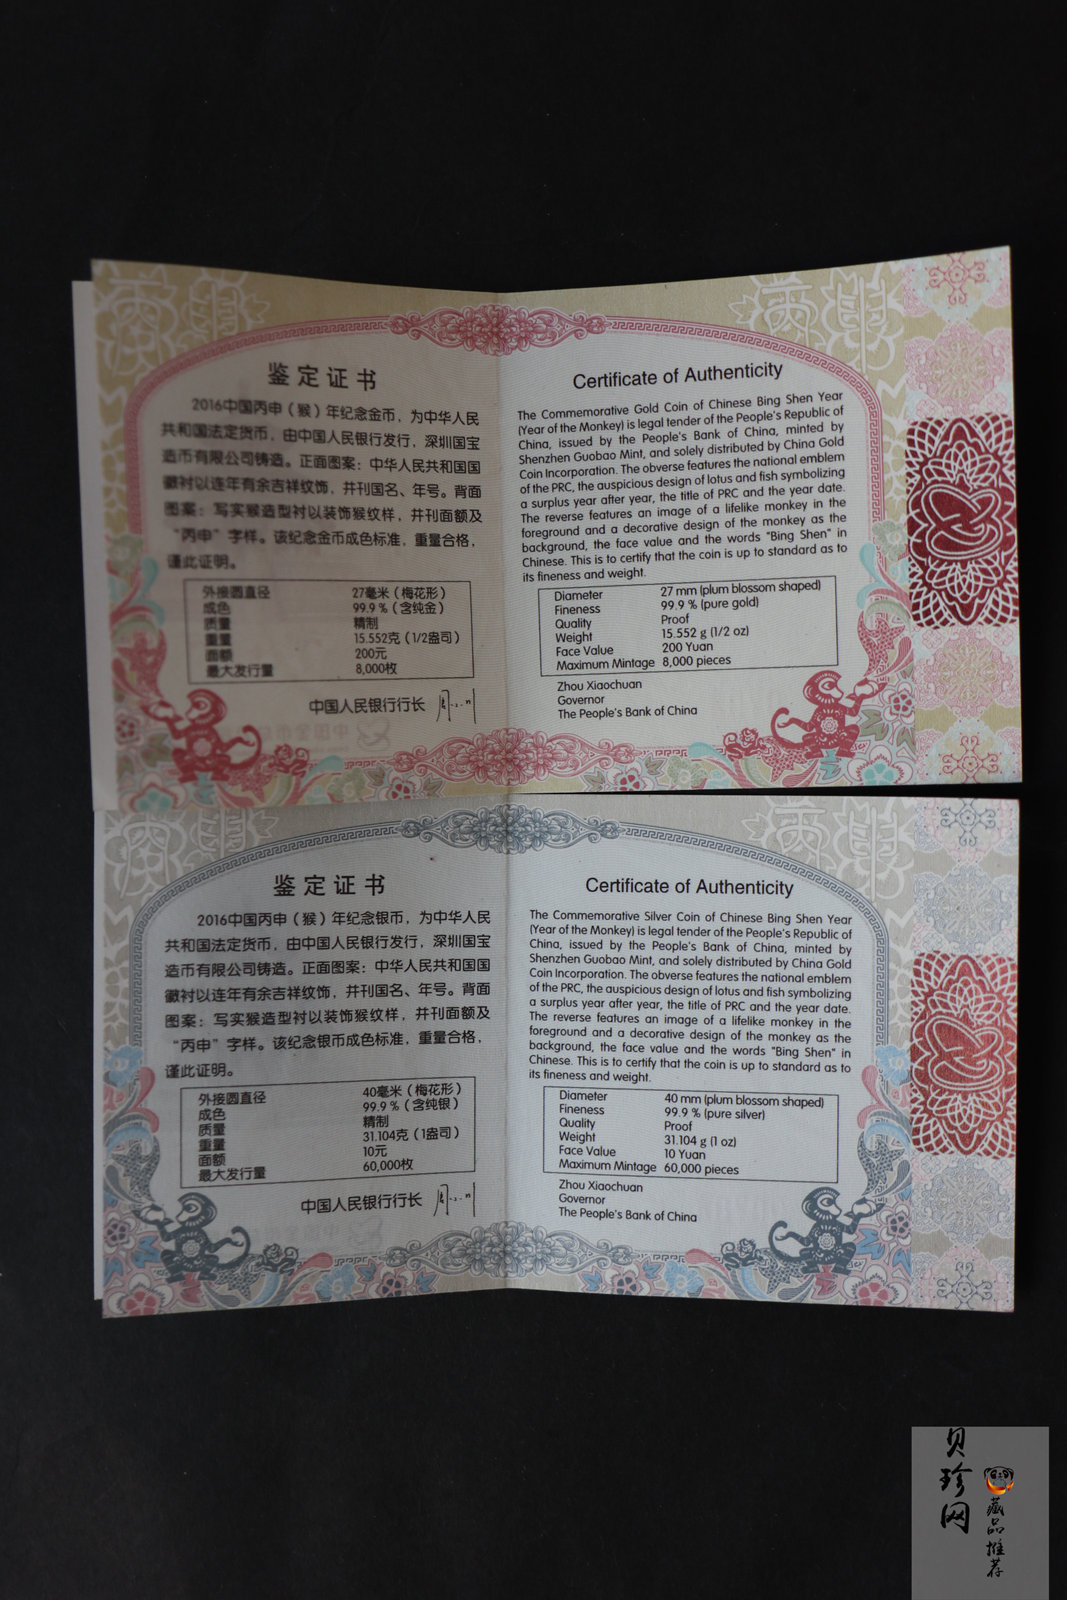 鉴定证书
2016中国丙申（猴）年纪念金币，为中华人民
共和国法定货币，由中国人民银行发行，深圳国宝
造币有限公司铸造。正面图案：中华人民共和国国
徽衬以连年有余吉祥纹饰，并刊国名、年号。背面
图案：写实猴造型衬以装饰猴纹样，并刊面额及
“丙申”字样。该纪念金币成色标准，重量合格，
谨此证明。
外接圆直径 27毫米（梅花形）
成色 99.9％（含纯金）
质量 精制
重量 15.552克（1/2盎司）
面额 200元
最大发行量 8,000枚
中国人民银行行长
Certificate of Authenticity
The Commemorative Gold Coin of Chinese Bing Shen Year
(Year of the Monkey) is legal tender of the People's Republic of
China, issued by the People's Bank of China, minted by
Shenzhen Guobao Mint, and solely distributed by China Gold
Coin Incorporation. The obverse features the national emblem
of the PRC, the auspicious design of lotus and fish symbolizing
a surplus year after year, the title of PRC and the year date.
The reverse features an image of a lifelike monkey in the
foreground and a decorative design of the monkey as the
background, the face value and the words "Bing Shen" in
Chinese. This is to certify that the coin is up to standard as to
its fineness and weight.
Diameter 27 mm (plum blossom shaped)
Fineness 99.9 % (pure gold)
Quality Proof
Weight 15.552 g (1/2 oz)
Face Value 200 Yuan
Maximum Mintage 8,000 pieces
Zhou Xiaochuan
Governor
The People's Bank of China
鉴定证书
2016中国丙申（猴）年纪念银币，为中华人民
共和国法定货币，由中国人民银行发行，深圳国宝
造币有限公司铸造。正面图案：中华人民共和国国
徽衬以连年有余吉祥纹饰，并刊国名、年号。背面
图案：写实猴造型衬以装饰猴纹样，并刊面额及
“丙申”字样。该纪念银币成色标准，重量合格，
谨此证明。
外接圆直径 40毫米（梅花形）
成色 99.9％（含纯银）
质量 精制
重量 31.104克（1盎司）
面额 10元
最大发行量 60,000枚
中国人民银行行长
Certificate of Authenticity
The Commemorative Silver Coin of Chinese Bing Shen Year
(Year of the Monkey) is legal tender of the People's Republic of
China, issued by the People's Bank of China, minted by
Shenzhen Guobao Mint, and solely distributed by China Gold
Coin Incorporation. The obverse features the national emblem
of the PRC, the auspicious design of lotus and fish symbolizing
a surplus year after year, the title of PRC and the year date.
The reverse features an image of a lifelike monkey in the
foreground and a decorative design of the monkey as the
background, the face value and the words "Bing Shen" in
Chinese. This is to certify that the coin is up to standard as to
its fineness and weight.
Diameter 40 mm (plum blossom shaped)
Fineness 99.9 % (pure silver)
Quality Proof
Weight 31.104 g (1 oz)
Face Value 10 Yuan
Maximum Mintage 60,000 pieces
Zhou Xiaochuan
Governor
The People's Bank of China
贝珍网
藏品推荐